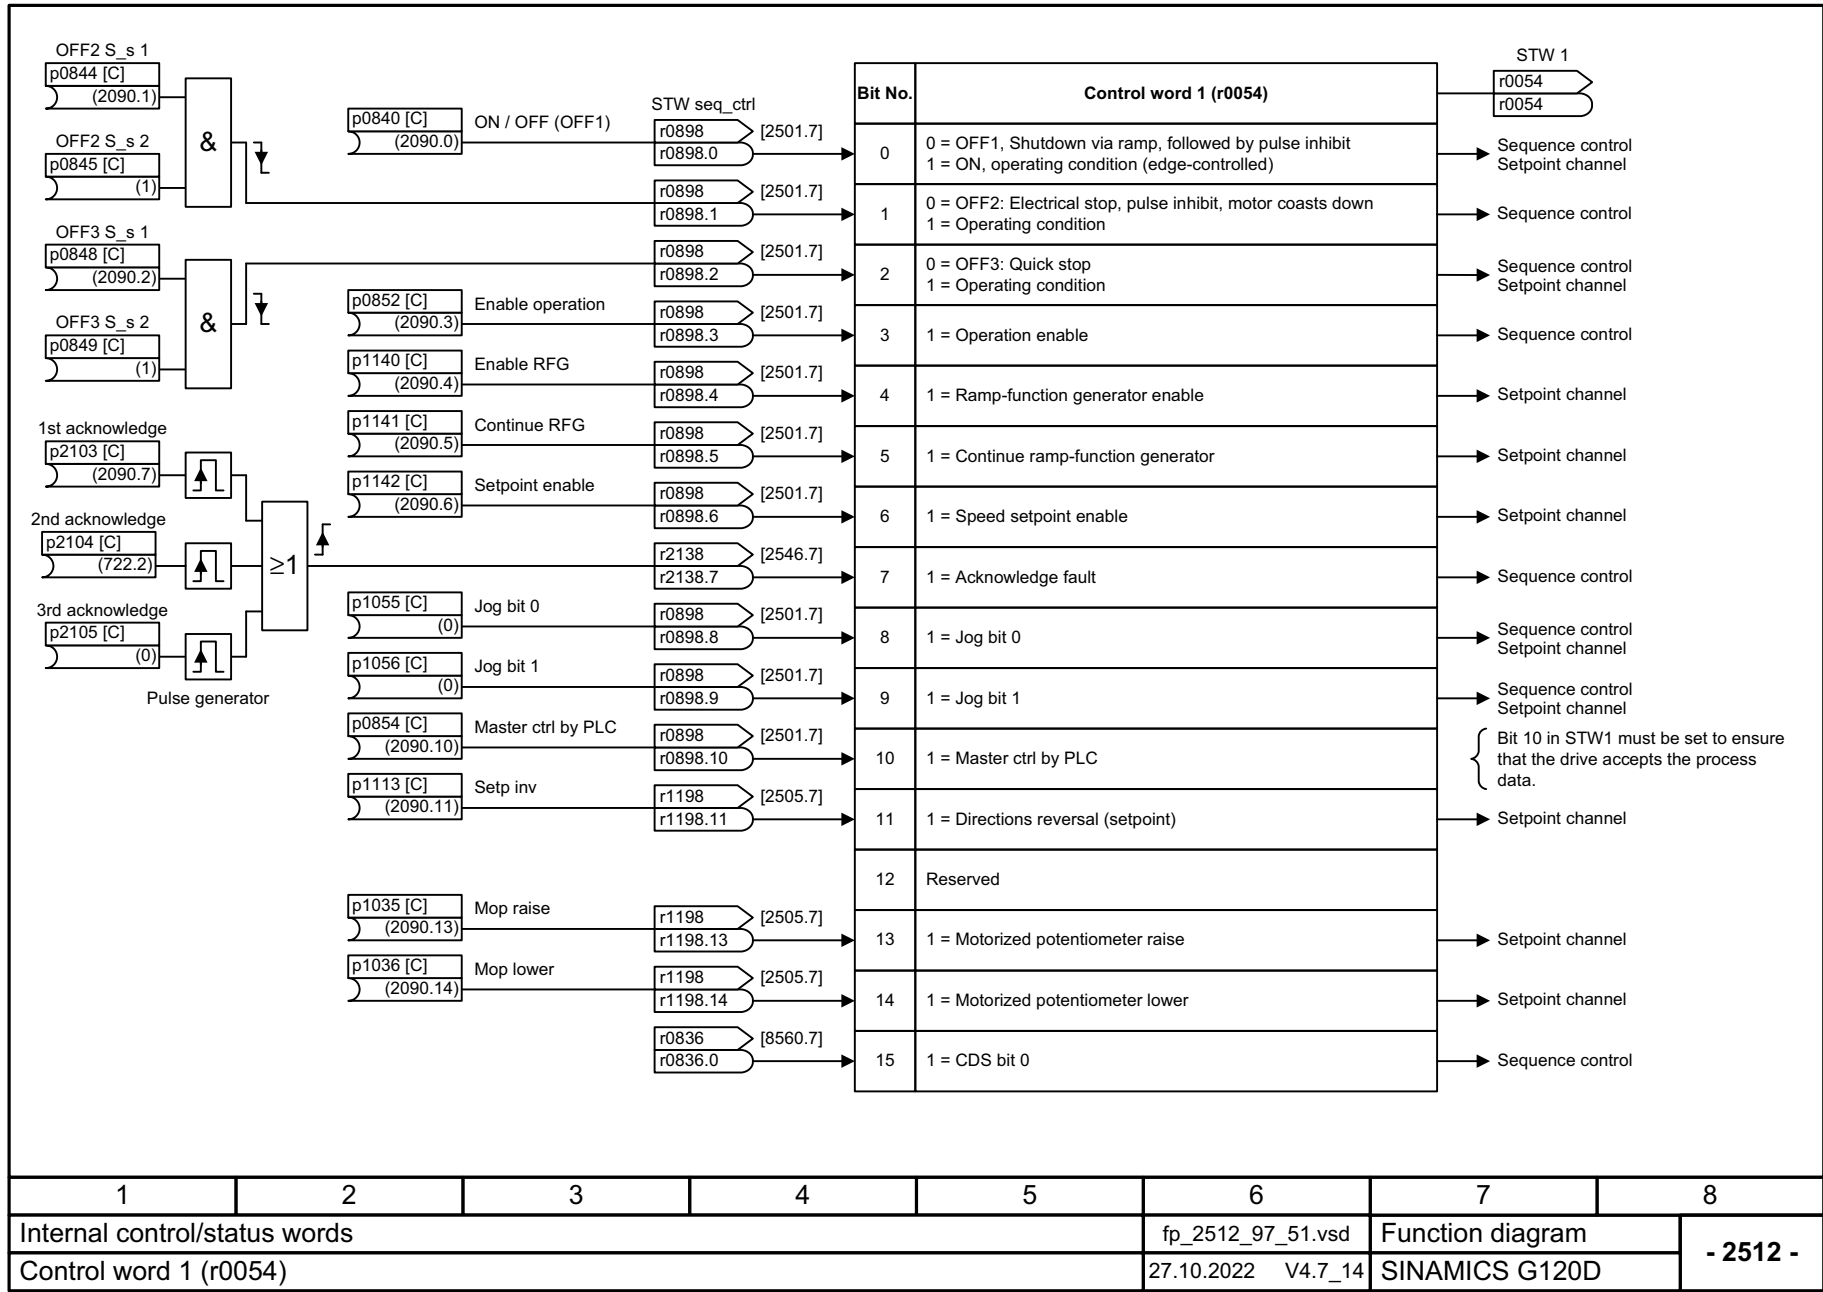 OFF2 S_s 1
p0844 [C]
(2090.1)
OFF2 S_s 2
p0845 [C]
(1)
&
OFF3 S_s 1
p0848 [C]
(2090.2)
OFF3 S_s 2
p0849 [C]
(1)
&
1st acknowledge
p2103 [C]
(2090.7)
2nd acknowledge
p2104 [C]
(722.2)
3rd acknowledge
p2105 [C]
(0)
≥1
Pulse generator
p0840 [C]
(2090.0)
ON / OFF (OFF1)
p0852 [C]
(2090.3)
Enable operation
p1140 [C]
(2090.4)
Enable RFG
p1141 [C]
(2090.5)
Continue RFG
p1142 [C]
(2090.6)
Setpoint enable
p1055 [C]
(0)
Jog bit 0
p1056 [C]
(0)
Jog bit 1
p0854 [C]
(2090.10)
Master ctrl by PLC
p1113 [C]
(2090.11)
Setp inv
p1035 [C]
(2090.13)
Mop raise
p1036 [C]
(2090.14)
Mop lower
STW seq_ctrl
r0898 [2501.7]
r0898.0
r0898 [2501.7]
r0898.1
r0898 [2501.7]
r0898.2
r0898 [2501.7]
r0898.3
r0898 [2501.7]
r0898.4
r0898 [2501.7]
r0898.5
r0898 [2501.7]
r0898.6
r2138 [2546.7]
r2138.7
r0898 [2501.7]
r0898.8
r0898 [2501.7]
r0898.9
r0898 [2501.7]
r0898.10
r1198 [2505.7]
r1198.11
r1198 [2505.7]
r1198.13
r1198 [2505.7]
r1198.14
r0836 [8560.7]
r0836.0
Bit No. Control word 1 (r0054)
STW 1
r0054
r0054
0
0 = OFF1, Shutdown via ramp, followed by pulse inhibit
1 = ON, operating condition (edge-controlled)
Sequence control
Setpoint channel
1
0 = OFF2: Electrical stop, pulse inhibit, motor coasts down
1 = Operating condition
Sequence control
2
0 = OFF3: Quick stop
1 = Operating condition
Sequence control
Setpoint channel
3 1 = Operation enable Sequence control
4 1 = Ramp-function generator enable Setpoint channel
5 1 = Continue ramp-function generator Setpoint channel
6 1 = Speed setpoint enable Setpoint channel
7 1 = Acknowledge fault Sequence control
8 1 = Jog bit 0
Sequence control
Setpoint channel
9 1 = Jog bit 1
Sequence control
Setpoint channel
10 1 = Master ctrl by PLC
Bit 10 in STW1 must be set to ensure
that the drive accepts the process
data.
11 1 = Directions reversal (setpoint) Setpoint channel
12 Reserved
13 1 = Motorized potentiometer raise Setpoint channel
14 1 = Motorized potentiometer lower Setpoint channel
15 1 = CDS bit 0 Sequence control
1 2 3 4 5 6 7 8
Internal control/status words fp_2512_97_51.vsd Function diagram
- 2512 -
Control word 1 (r0054) 27.10.2022 V4.7_14 SINAMICS G120D